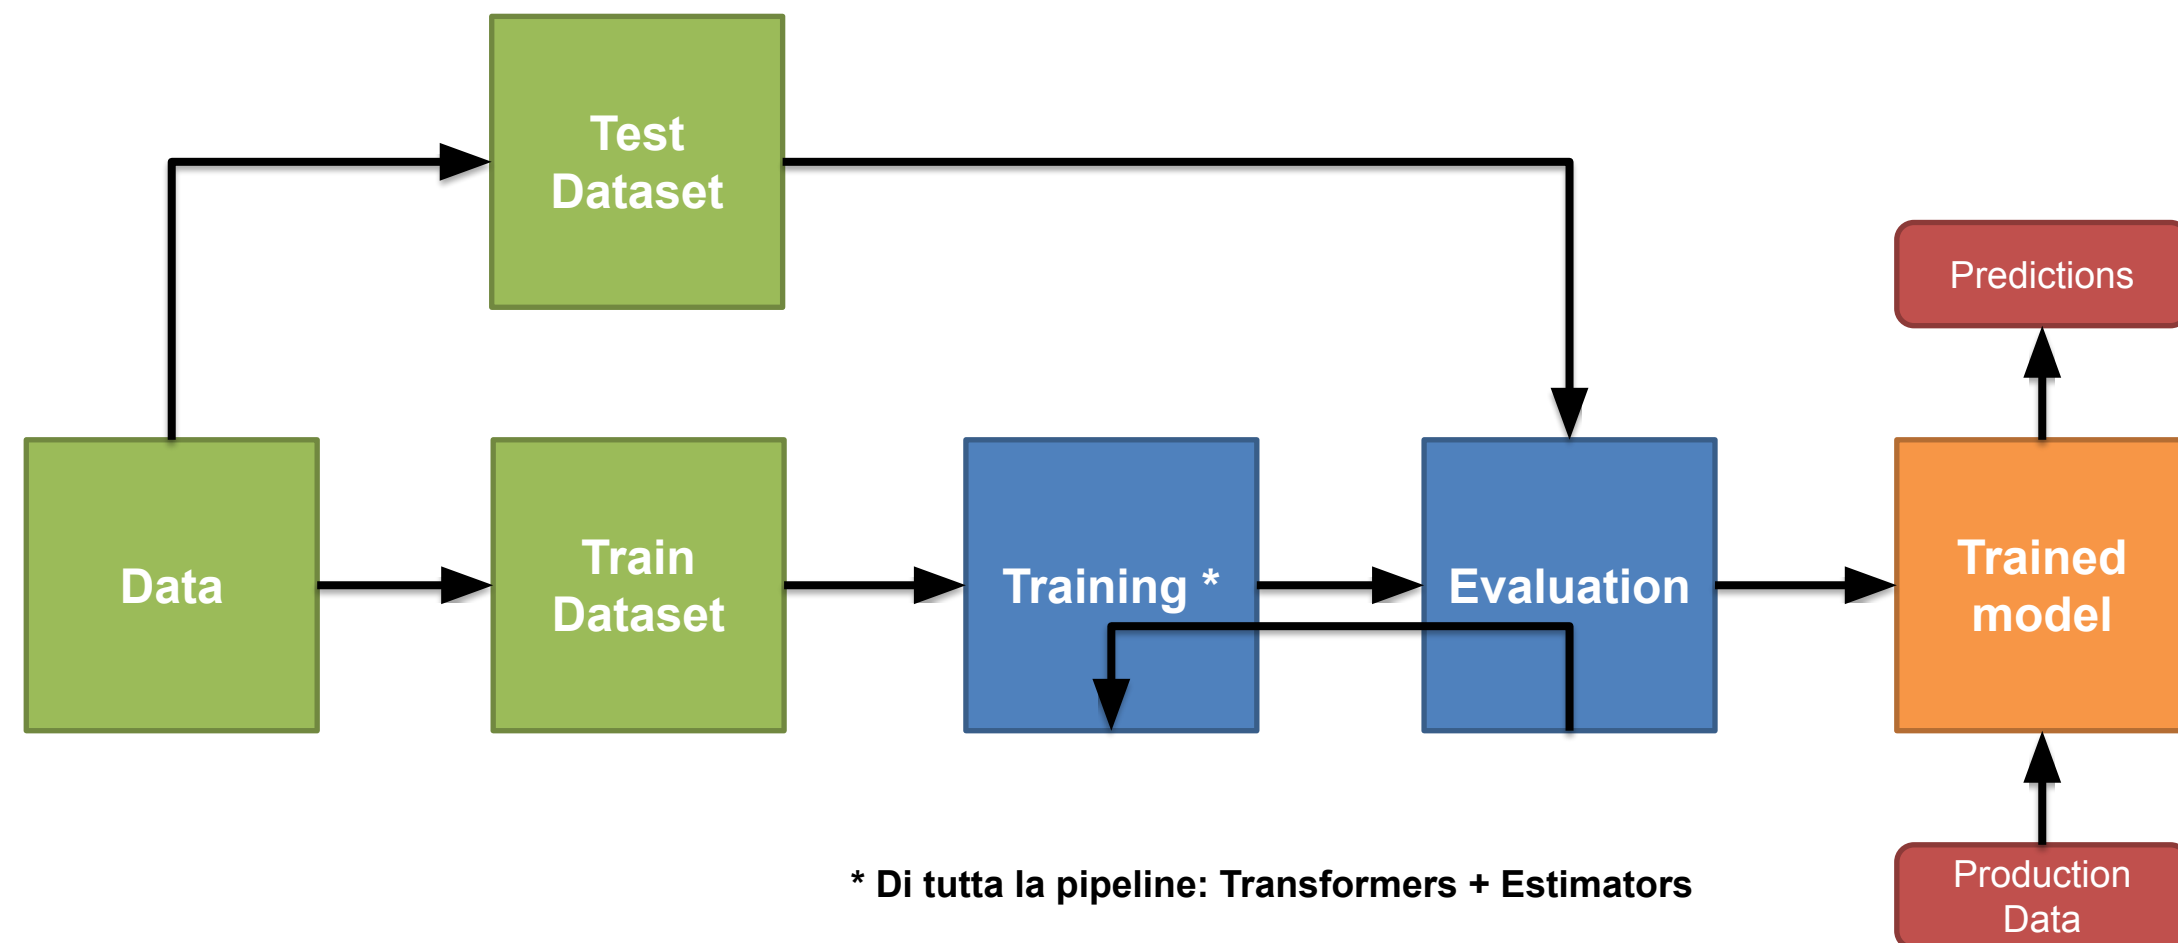 Test
Dataset
Predictions
Data
Train
Dataset
Training *
Evaluation
Trained
model
* Di tutta la pipeline: Transformers + Estimators
Production
Data